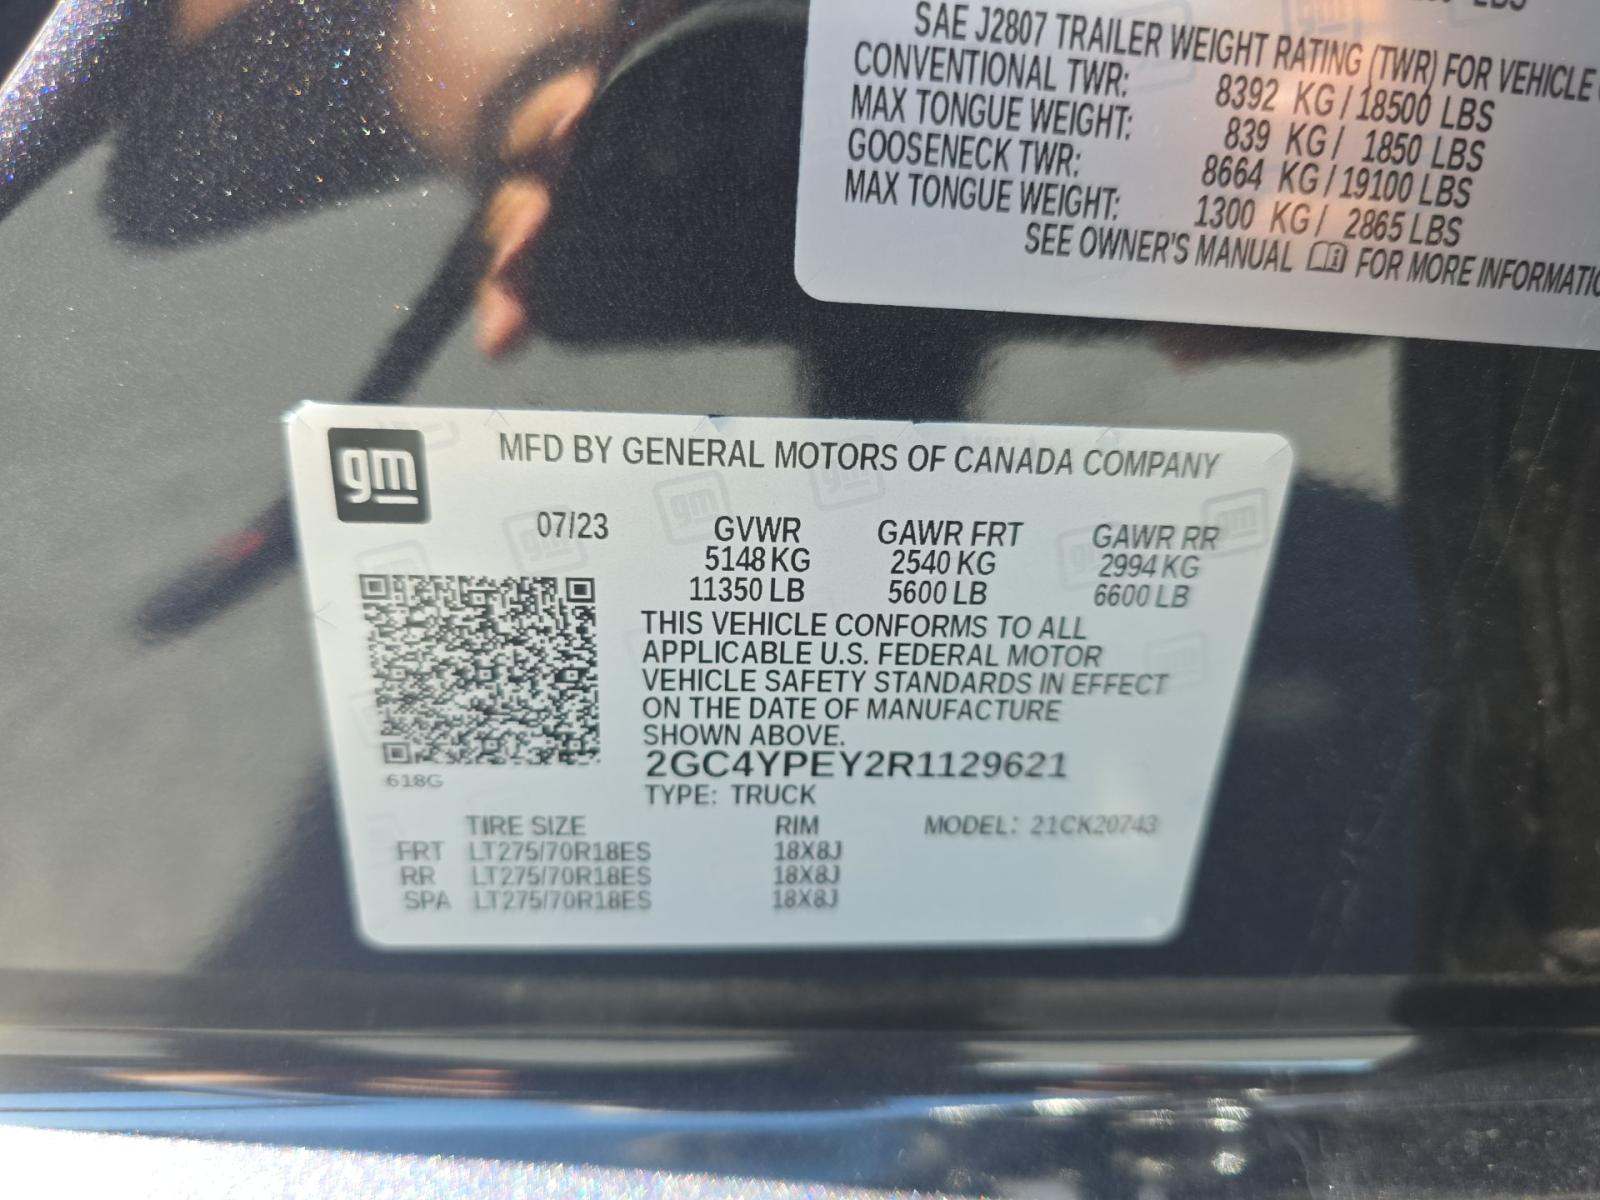 SAE J2807 TRAILER WEIGHT RATING (TWR) FOR VEHICLE
CONVENTIONAL TWR: 8392 KG / 18500 LBS
MAX TONGUE WEIGHT: 839 KG / 1850 LBS
GOOSENECK TWR: 8664 KG / 19100 LBS
MAX TONGUE WEIGHT: 1300 KG / 2865 LBS
SEE OWNER'S MANUAL FOR MORE INFORMATIO
gm
MFD BY GENERAL MOTORS OF CANADA COMPANY
07/23 GVWR GAWR FRT GAWR RR
5148 KG 2540 KG 2994 KG
11350 LB 5600 LB 6600 LB
THIS VEHICLE CONFORMS TO ALL
APPLICABLE U.S. FEDERAL MOTOR
VEHICLE SAFETY STANDARDS IN EFFECT
ON THE DATE OF MANUFACTURE
SHOWN ABOVE.
2GC4YPEY2R1129621
618G
TYPE: TRUCK
TIRE SIZE RIM MODEL: 21CK20743
FRT LT275/70R18ES 18X8J
RR LT275/70R18ES 18X8J
SPA LT275/70R18ES 18X8J